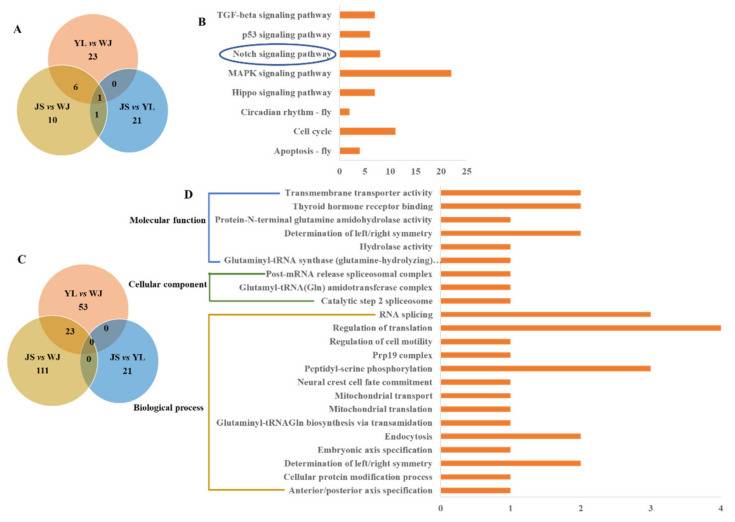 A
YL vs WJ
23
6
0
1
JS vs WJ
10
1
JS vs YL
21
B
TGF-beta signaling pathway
p53 signaling pathway
Notch signaling pathway
MAPK signaling pathway
Hippo signaling pathway
Circadian rhythm - fly
Cell cycle
Apoptosis - fly
0 5 10 15 20 25
C
YL vs WJ
53
23
0
0
JS vs WJ
111
0
JS vs YL
21
D
Molecular function
Transmembrane transporter activity
Thyroid hormone receptor binding
Protein-N-terminal glutamine amidohydrolase activity
Determination of left/right symmetry
Hydrolase activity
Glutaminyl-tRNA synthase (glutamine-hydrolyzing)...
Cellular component
Post-mRNA release spliceosomal complex
Glutamyl-tRNA(Gln) amidotransferase complex
Catalytic step 2 spliceosome
Biological process
RNA splicing
Regulation of translation
Regulation of cell motility
Prp19 complex
Peptidyl-serine phosphorylation
Neural crest cell fate commitment
Mitochondrial transport
Mitochondrial translation
Glutaminyl-tRNAGln biosynthesis via transamidation
Endocytosis
Embryonic axis specification
Determination of left/right symmetry
Cellular protein modification process
Anterior/posterior axis specification
0 1 2 3 4